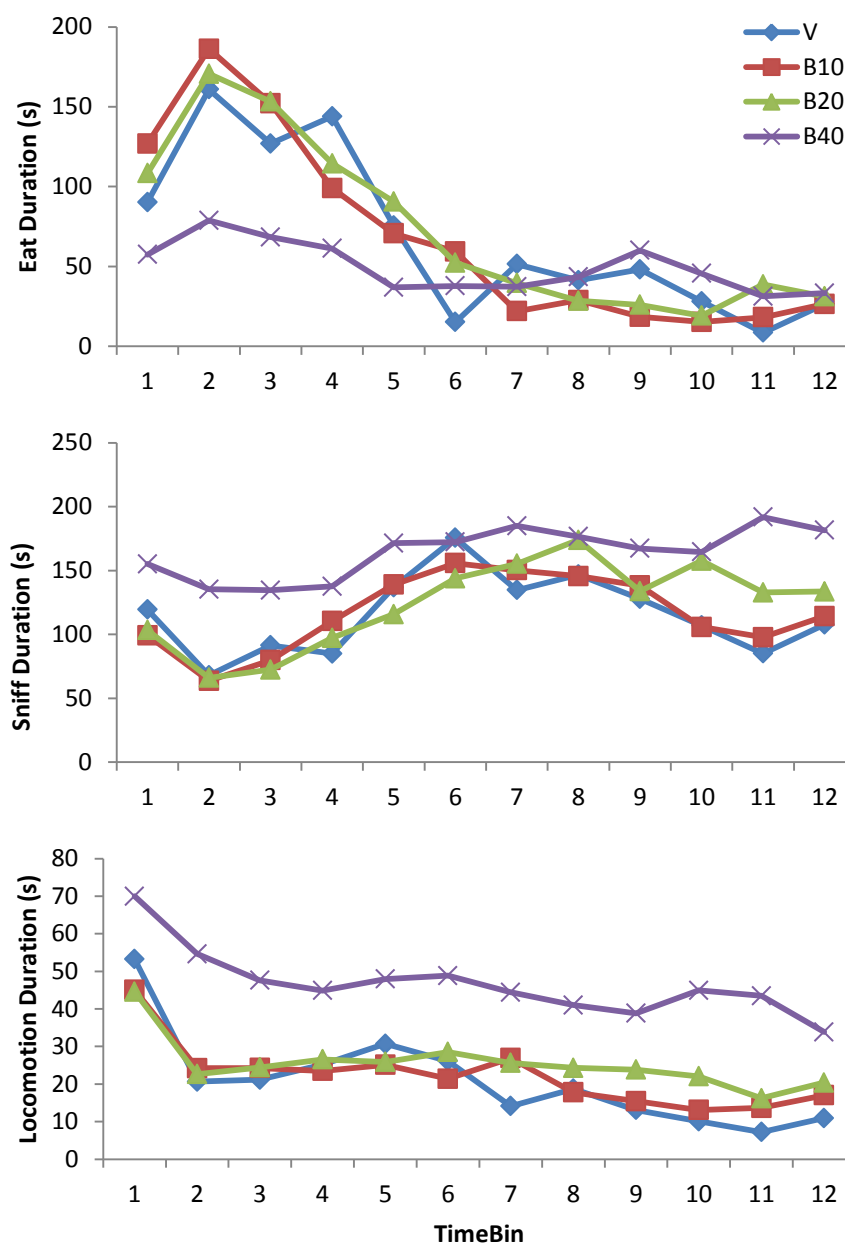 200
150
100
50
0
Eat Duration (s)
V
B10
B20
B40
1 2 3 4 5 6 7 8 9 10 11 12
250
200
150
100
50
0
Sniff Duration (s)
1 2 3 4 5 6 7 8 9 10 11 12
80
70
60
50
40
30
20
10
0
Locomotion Duration (s)
1 2 3 4 5 6 7 8 9 10 11 12
TimeBin